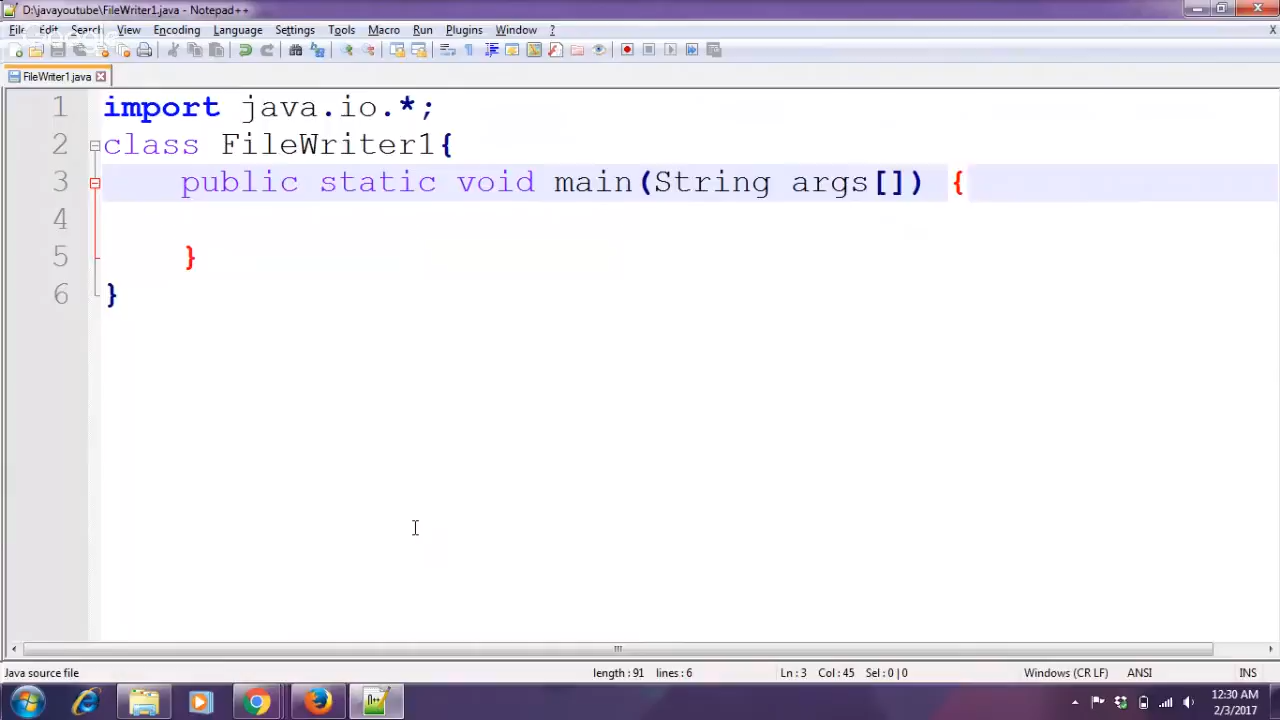 D:\javayoutube\FileWriter1.java - Notepad++
File Edit Search View Encoding Language Settings Tools Macro Run Plugins Window ? X
FileWriter1.java
1 import java.io.*;
2 class FileWriter1{
3 public static void main(String args[]) {
4
5 }
6 }
Java source file length : 91 lines : 6 Ln : 3 Col : 45 Sel : 0 | 0 Windows (CR LF) ANSI INS
12:30 AM
2/3/2017